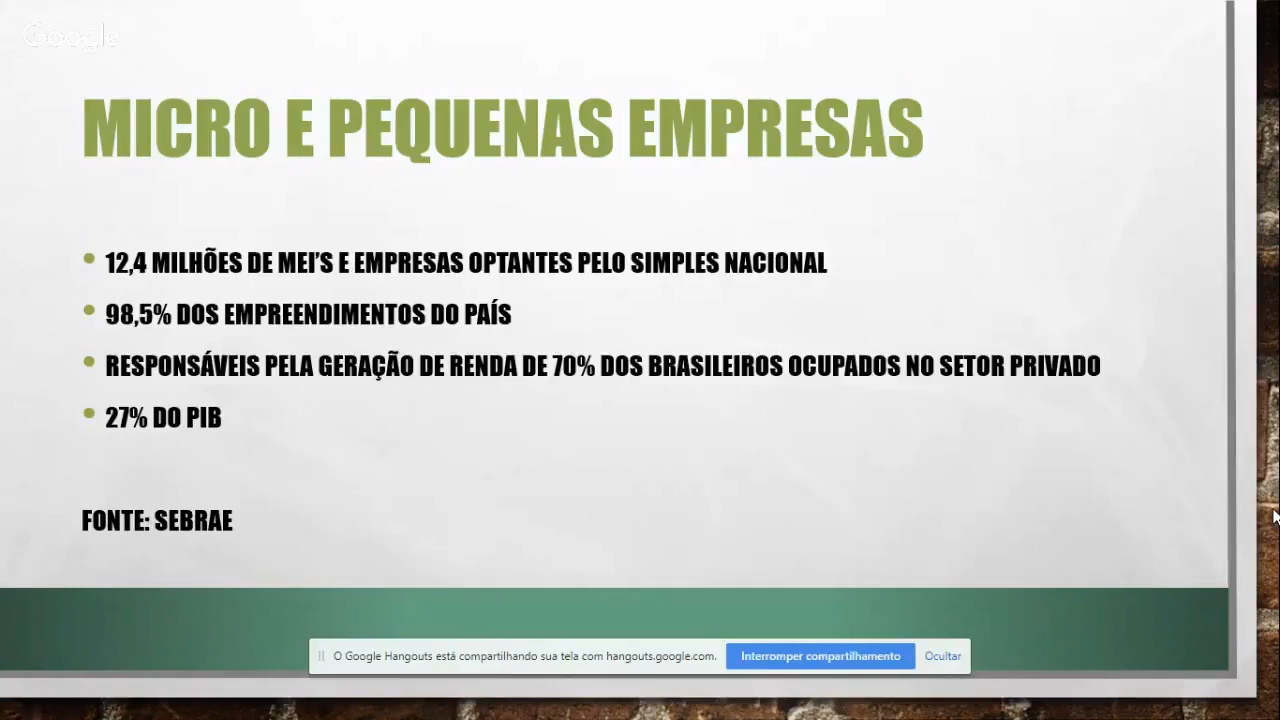 Google
MICRO E PEQUENAS EMPRESAS
• 12,4 MILHÕES DE MEI'S E EMPRESAS OPTANTES PELO SIMPLES NACIONAL
• 98,5% DOS EMPREENDIMENTOS DO PAÍS
• RESPONSÁVEIS PELA GERAÇÃO DE RENDA DE 70% DOS BRASILEIROS OCUPADOS NO SETOR PRIVADO
• 27% DO PIB
FONTE: SEBRAE
O Google Hangouts está compartilhando sua tela com hangouts.google.com. Interromper compartilhamento Ocultar